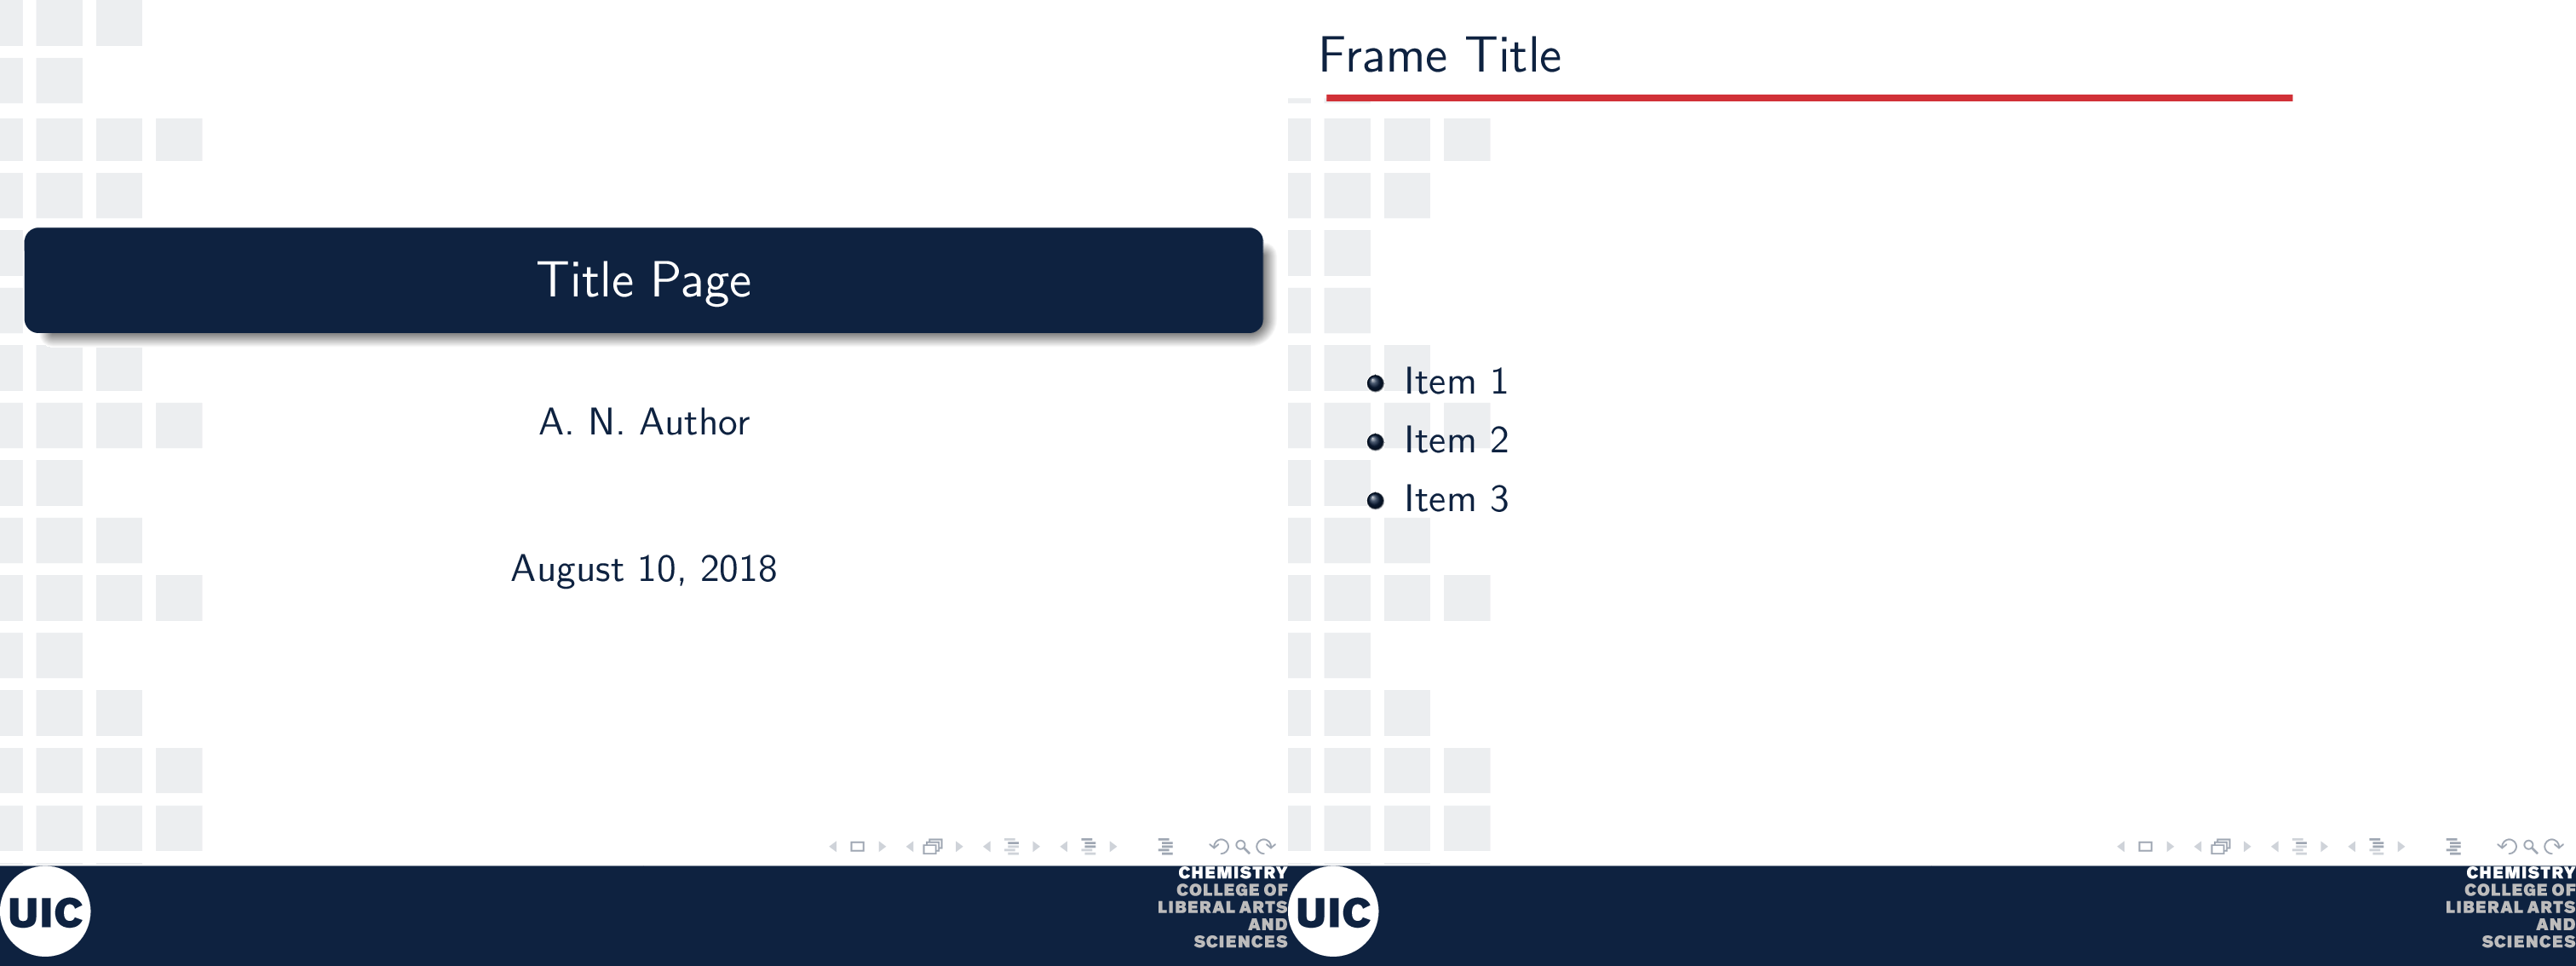 Title Page
A. N. Author
August 10, 2018
UIC
CHEMISTRY
COLLEGE OF
LIBERAL ARTS
AND
SCIENCES
Frame Title
Item 1
Item 2
Item 3
UIC
CHEMISTRY
COLLEGE OF
LIBERAL ARTS
AND
SCIENCES